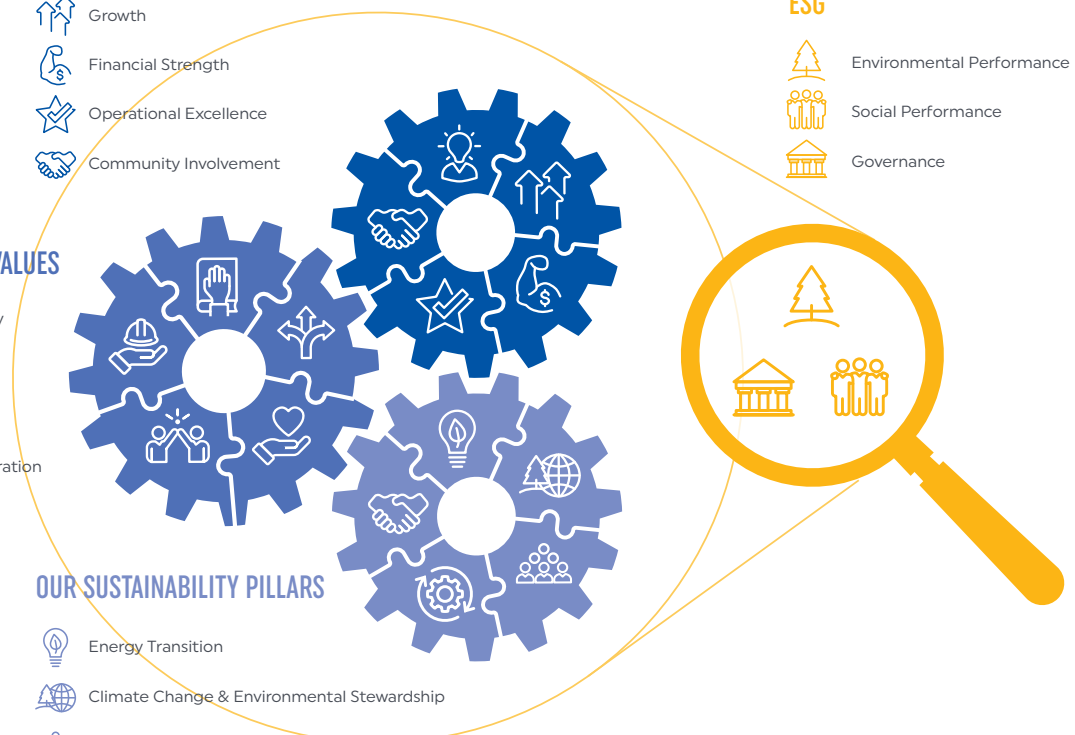 Growth
Financial Strength
Operational Excellence
Community Involvement
ESG
Environmental Performance
Social Performance
Governance
OUR SUSTAINABILITY PILLARS
Energy Transition
Climate Change & Environmental Stewardship
$
$